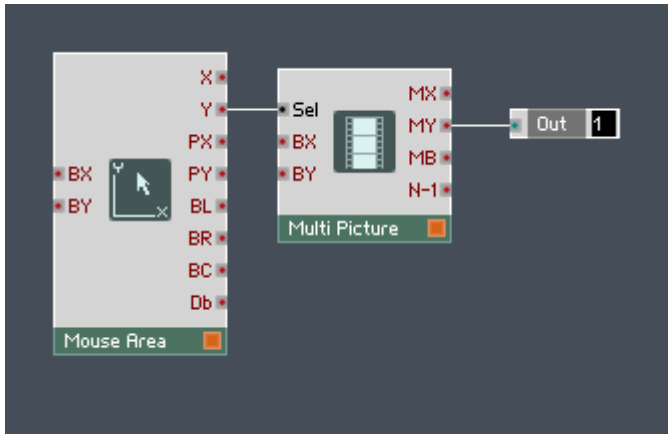 X
Y
PX
BX
PY
BY
BL
BR
BC
Db
Mouse Area
Y
X
MX
Sel
MY
BX
MB
BY
N-1
Multi Picture
Out 1